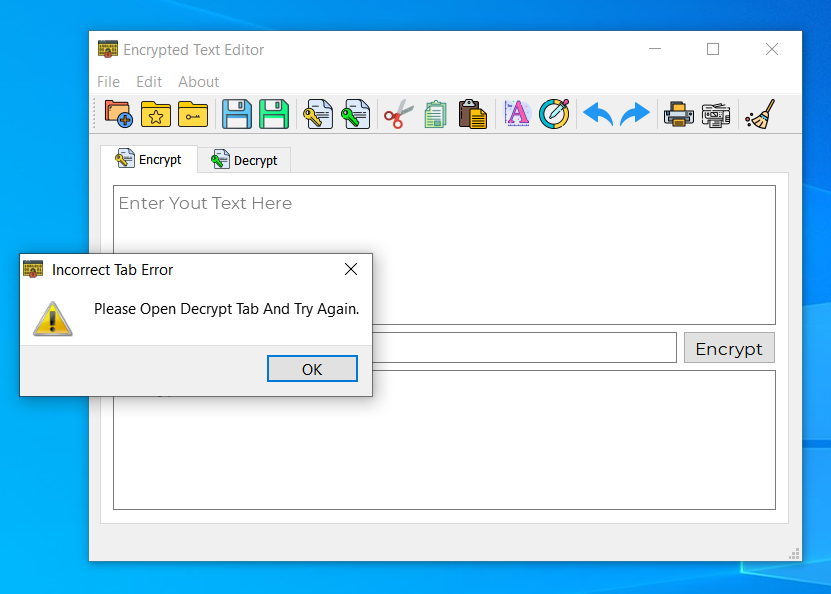 Encrypted Text Editor
File Edit About
Encrypt Decrypt
Enter Yout Text Here
Incorrect Tab Error
Please Open Decrypt Tab And Try Again.
Encrypt
OK